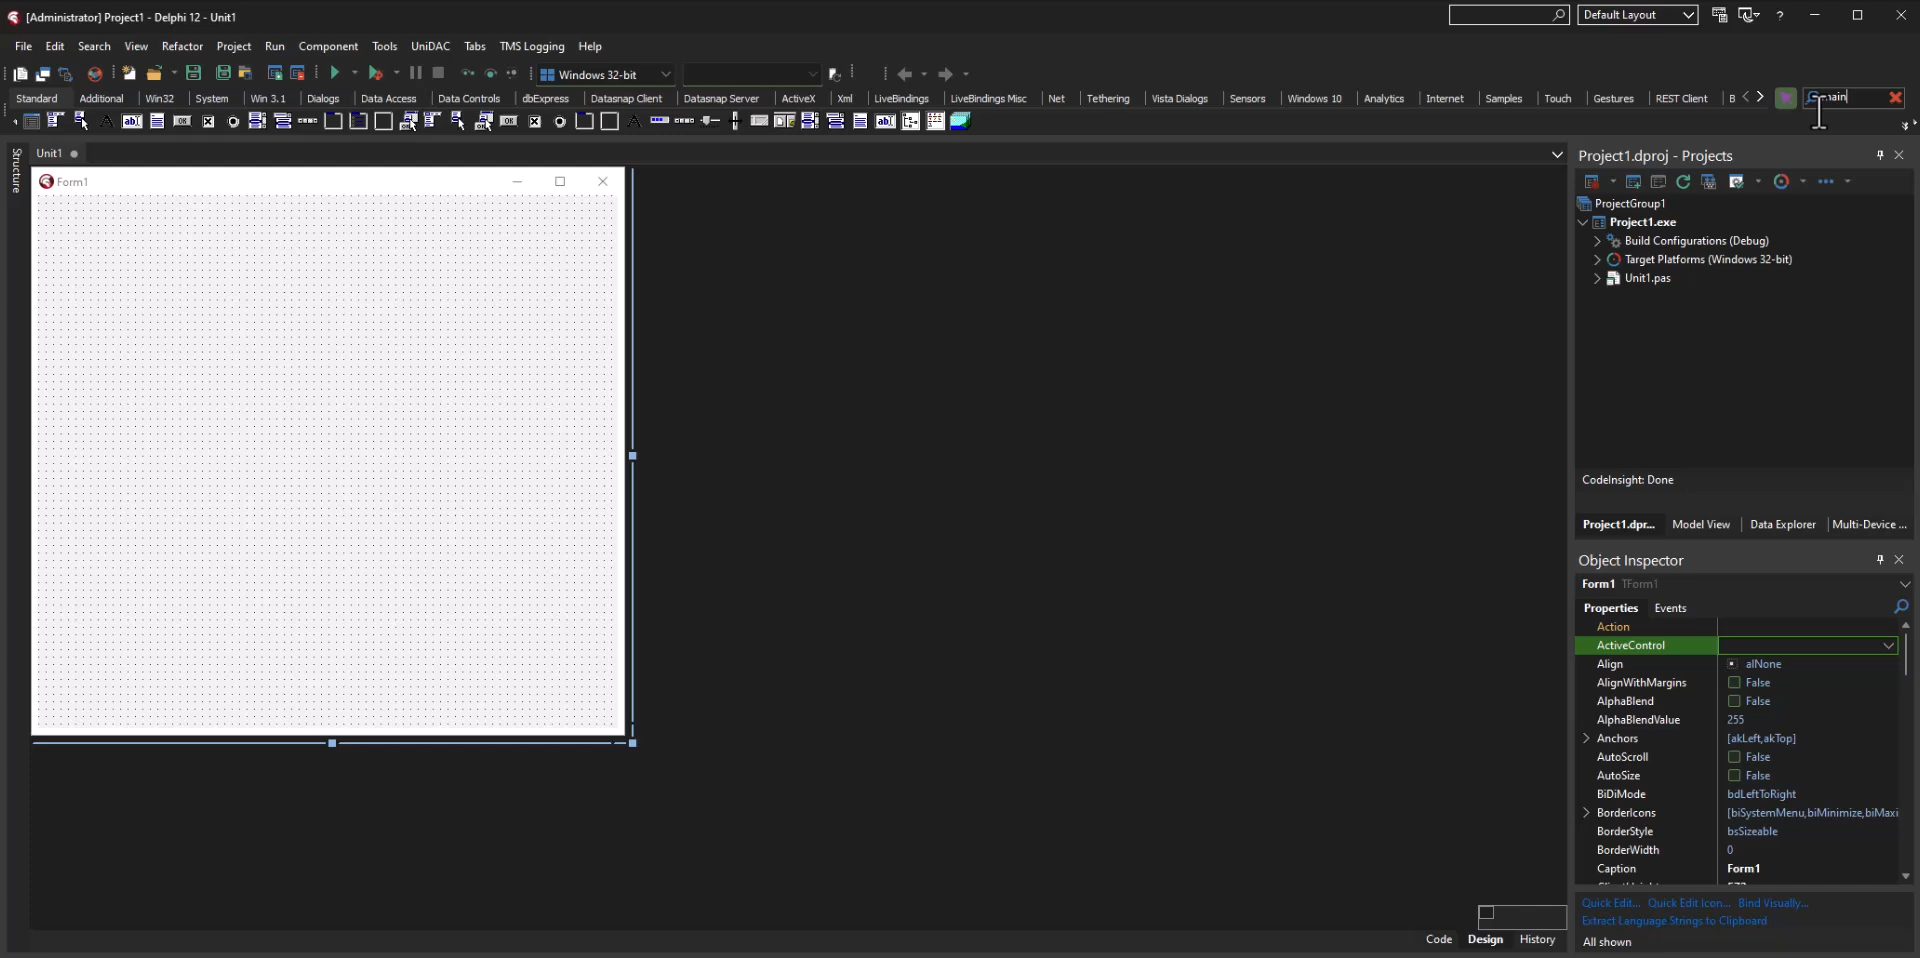 [Administrator] Project1 - Delphi 12 - Unit1
Default Layout
?
File Edit Search View Refactor Project Run Component Tools UniDAC Tabs TMS Logging Help
Windows 32-bit
Standard Additional Win32 System Win 3.1 Dialogs Data Access Data Controls dbExpress Datasnap Client Datasnap Server ActiveX Xml LiveBindings LiveBindings Misc Net Tethering Vista Dialogs Sensors Windows 10 Analytics Internet Samples Touch Gestures REST Client B main
Structure
Unit1
Form1
Project1.dproj - Projects
ProjectGroup1
Project1.exe
Build Configurations (Debug)
Target Platforms (Windows 32-bit)
Unit1.pas
CodeInsight: Done
Project1.dpr... Model View Data Explorer Multi-Device ...
Object Inspector
Form1 TForm1
Properties Events
Action
ActiveControl
Align alNone
AlignWithMargins False
AlphaBlend False
AlphaBlendValue 255
Anchors [akLeft,akTop]
AutoScroll False
AutoSize False
BiDiMode bdLeftToRight
BorderIcons [biSystemMenu,biMinimize,biMaxi
BorderStyle bsSizeable
BorderWidth 0
Caption Form1
Quick Edit... Quick Edit Icon... Bind Visually...
Extract Language Strings to Clipboard
All shown
Code Design History